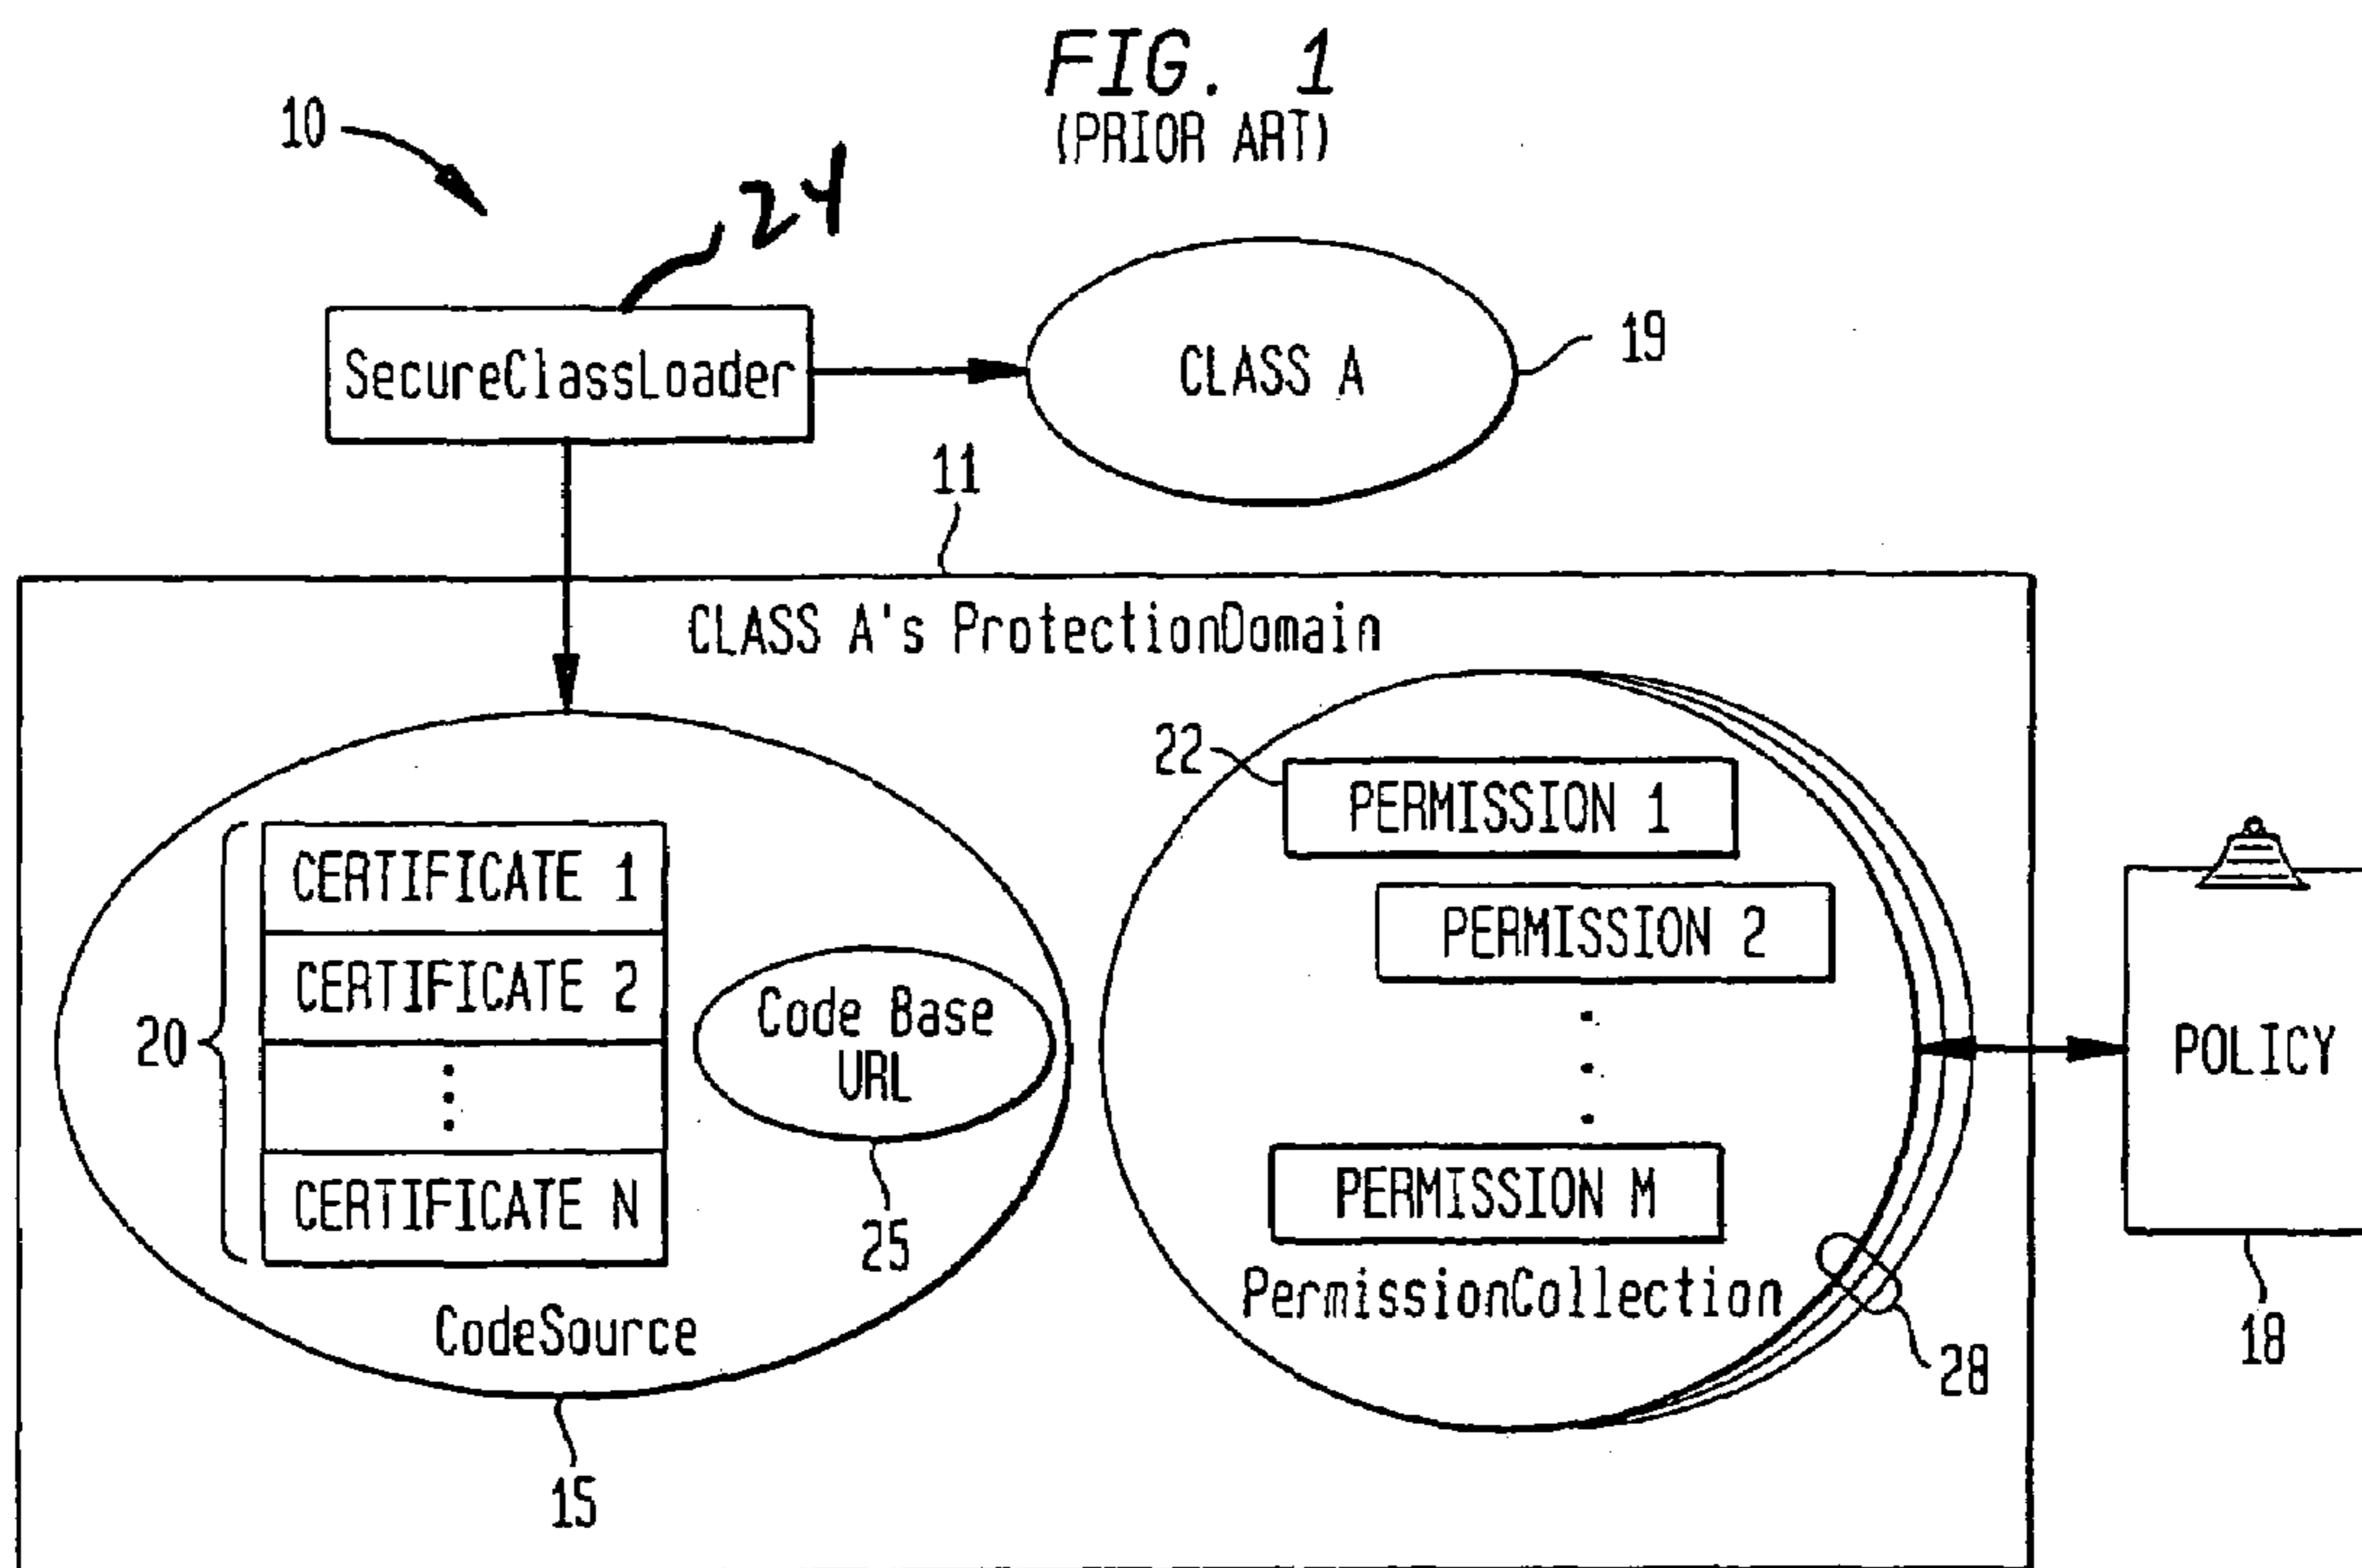 FIG. 1
(PRIOR ART)
10
24
SecureClassLoader
CLASS A
19
11
CLASS A's ProtectionDomain
22
PERMISSION 1
PERMISSION 2
CERTIFICATE 1
CERTIFICATE 2
20
CERTIFICATE N
Code Base
URL
25
PERMISSION M
PermissionCollection
CodeSource
15
28
POLICY
18